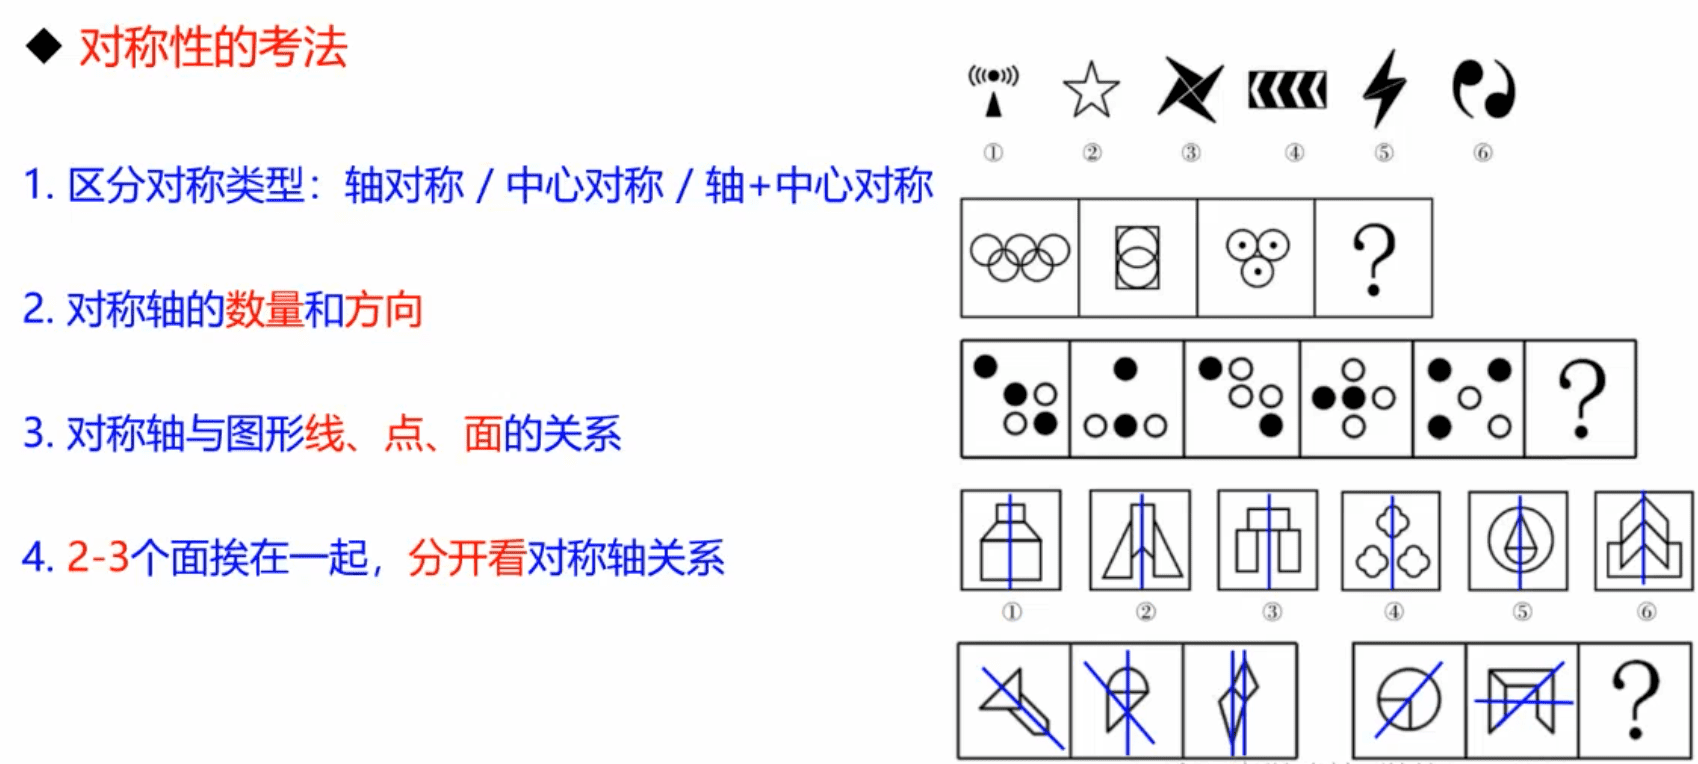 ◆ 对称性的考法
1. 区分对称类型：轴对称 / 中心对称 / 轴+中心对称
2. 对称轴的数量和方向
3. 对称轴与图形线、点、面的关系
4. 2-3个面挨在一起，分开看对称轴关系
① ② ③ ④ ⑤ ⑥
?
?
① ② ③ ④ ⑤ ⑥
?